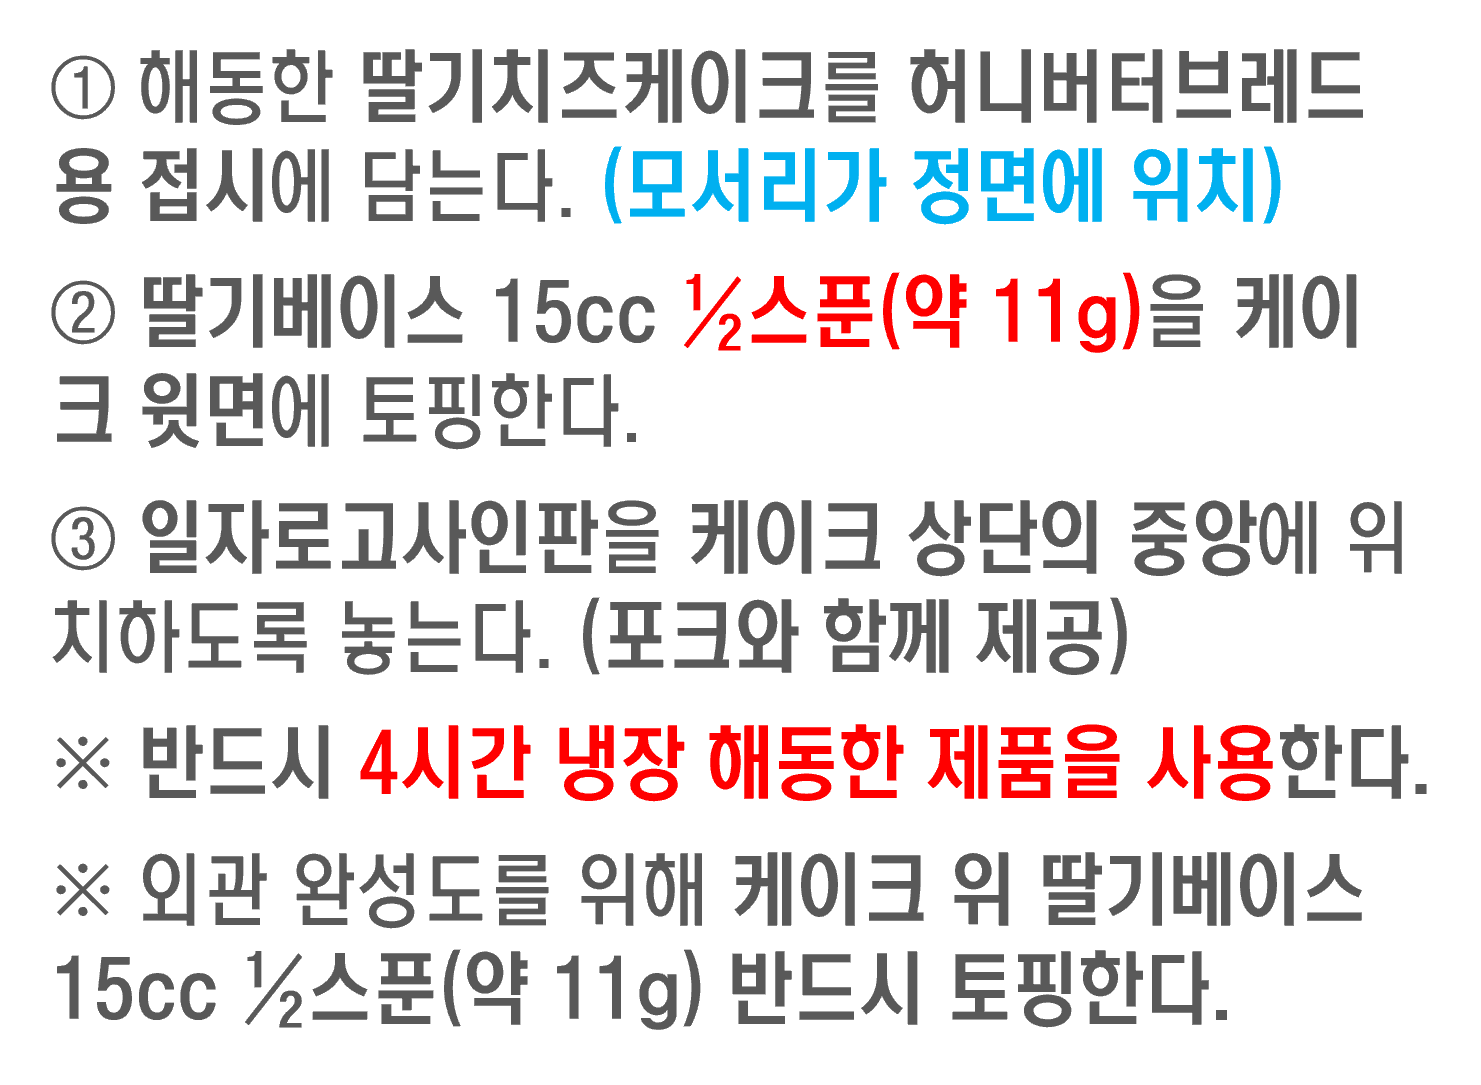 ① 해동한 딸기치즈케이크를 허니버터브레드
용 접시에 담는다. (모서리가 정면에 위치)
② 딸기베이스 15cc ½스푼(약 11g)을 케이
크 윗면에 토핑한다.
③ 일자로고사인판을 케이크 상단의 중앙에 위
치하도록 놓는다. (포크와 함께 제공)
※ 반드시 4시간 냉장 해동한 제품을 사용한다.
※ 외관 완성도를 위해 케이크 위 딸기베이스
15cc ½스푼(약 11g) 반드시 토핑한다.